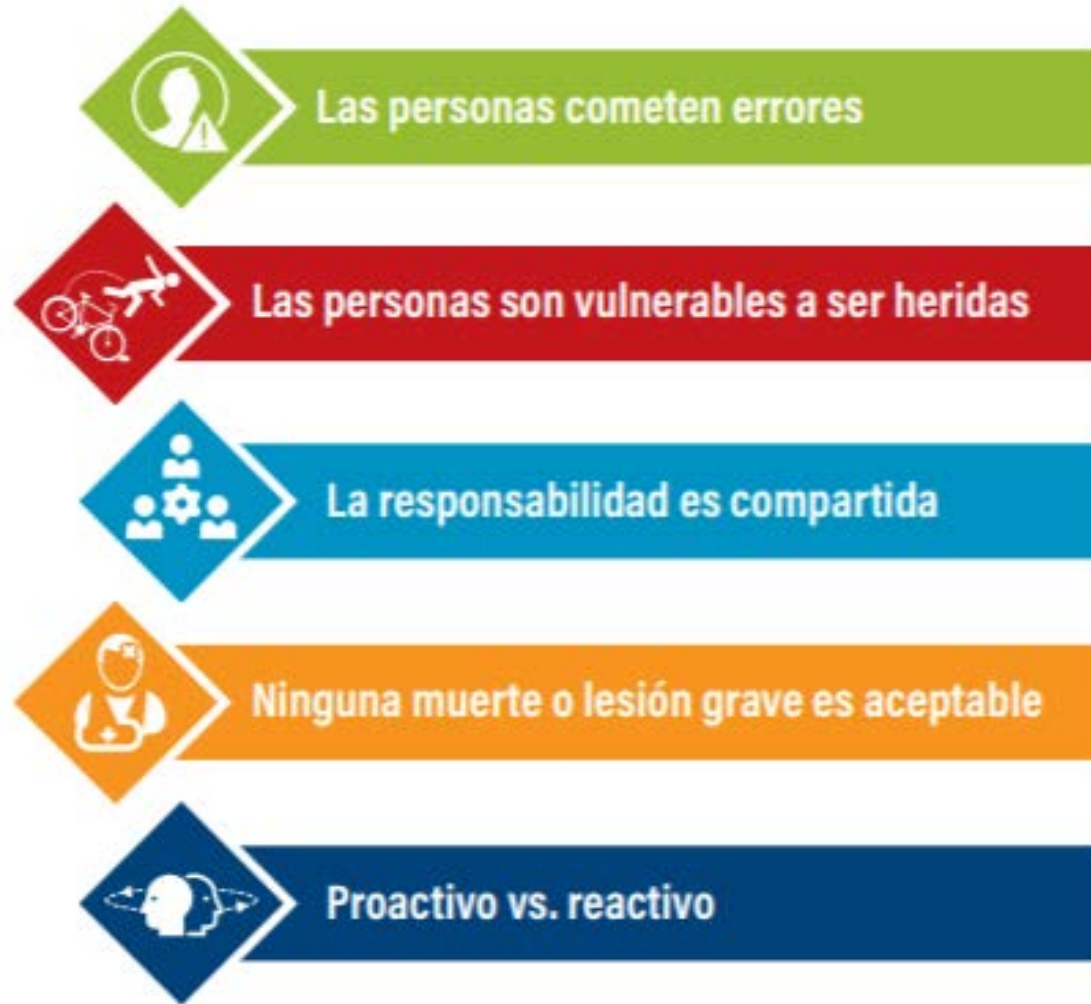 Las personas cometen errores
Las personas son vulnerables a ser heridas
La responsabilidad es compartida
Ninguna muerte o lesión grave es aceptable
Proactivo vs. reactivo